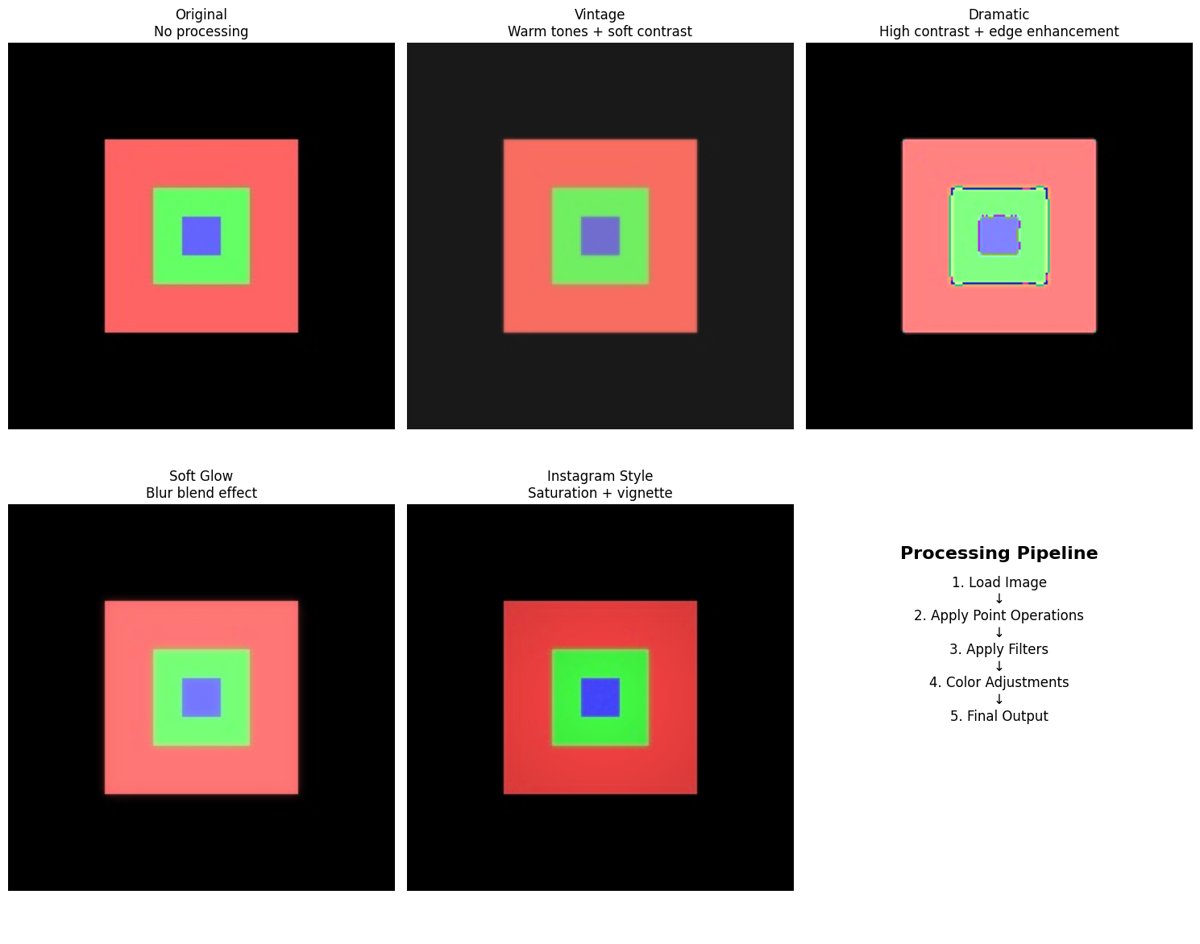 Original
No processing
Vintage
Warm tones + soft contrast
Dramatic
High contrast + edge enhancement
Soft Glow
Blur blend effect
Instagram Style
Saturation + vignette
Processing Pipeline
1. Load Image
↓
2. Apply Point Operations
↓
3. Apply Filters
↓
4. Color Adjustments
↓
5. Final Output